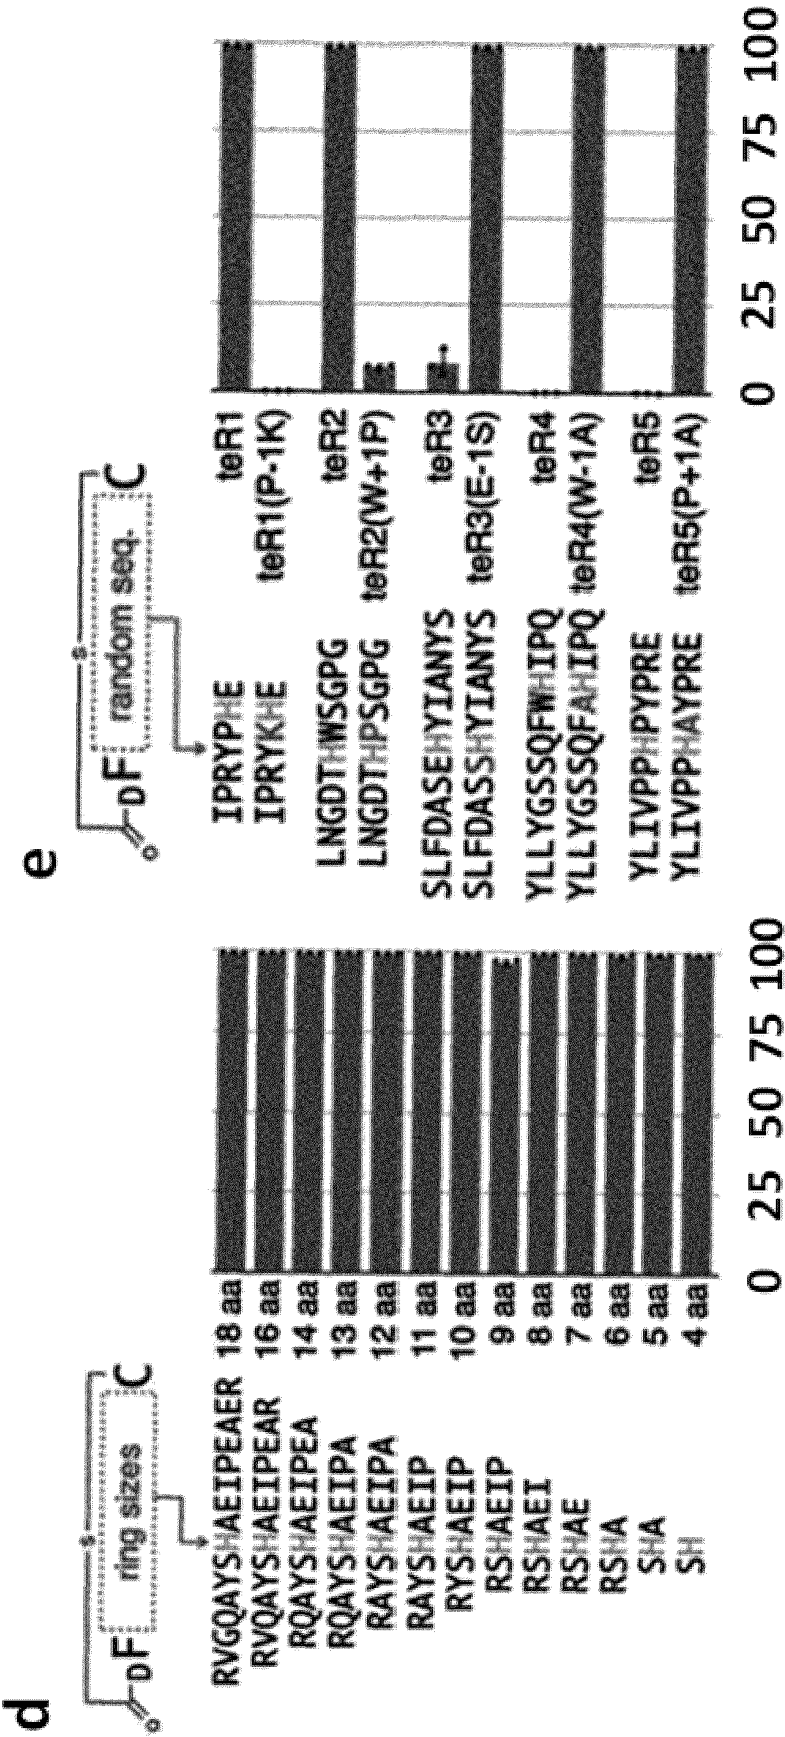 d
S
O DF ring sizes C
RVGQAYSHAEIPEAER 18 aa
RVQAYSHAEIPEAR 16 aa
RQAYSHAEIPEA 14 aa
RQAYSHAEIPA 13 aa
RAYSHAEIPA 12 aa
RAYSHAEIP 11 aa
RYSHAEIP 10 aa
RSHAEIP 9 aa
RSHAEI 8 aa
RSHAE 7 aa
RSHA 6 aa
SHA 5 aa
SH 4 aa
0 25 50 75 100
e
S
O DF random seq. C
IPRYPHE teR1
IPRYKHE teR1(P-1K)
LNGDTHWSGPG teR2
LNGDTHPSGPG teR2(W+1P)
SLFDASEHYIANYS teR3
SLFDASSHYIANYS teR3(E-1S)
YLLYGSSQFWHIPQ teR4
YLLYGSSQFAHIPQ teR4(W-1A)
YLIVPPHPYPRE teR5
YLIVPPHAYPRE teR5(P+1A)
0 25 50 75 100